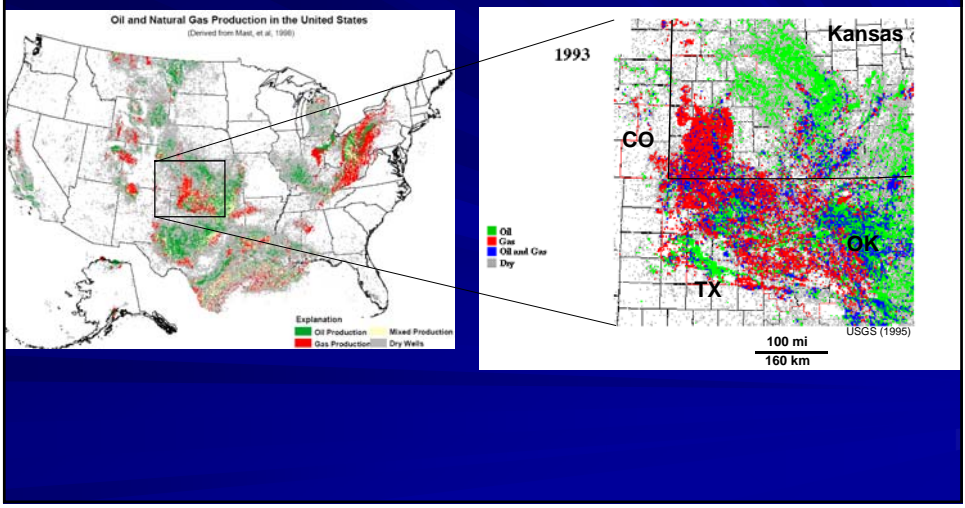 Oil and Natural Gas Production in the United States
(Derived from Mast, et al, 1998)
Explanation
Oil Production
Mixed Production
Gas Production
Dry Wells
1993
Kansas
CO
Oil
Gas
Oil and Gas
Dry
OK
TX
USGS (1995)
100 mi
160 km